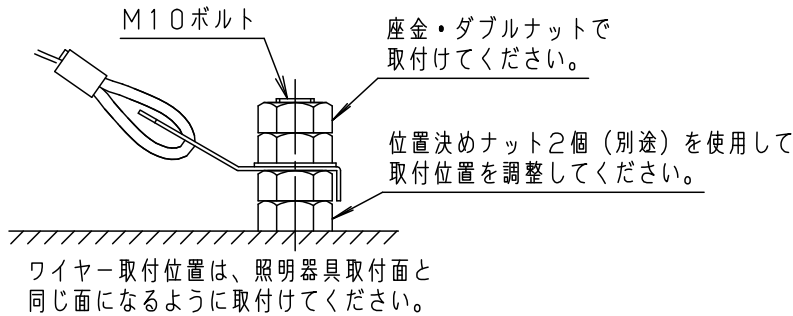 M10ボルト
座金・ダブルナットで
取付けてください。
位置決めナット2個（別途）を使用して
取付位置を調整してください。
ワイヤー取付位置は、照明器具取付面と
同じ面になるように取付けてください。